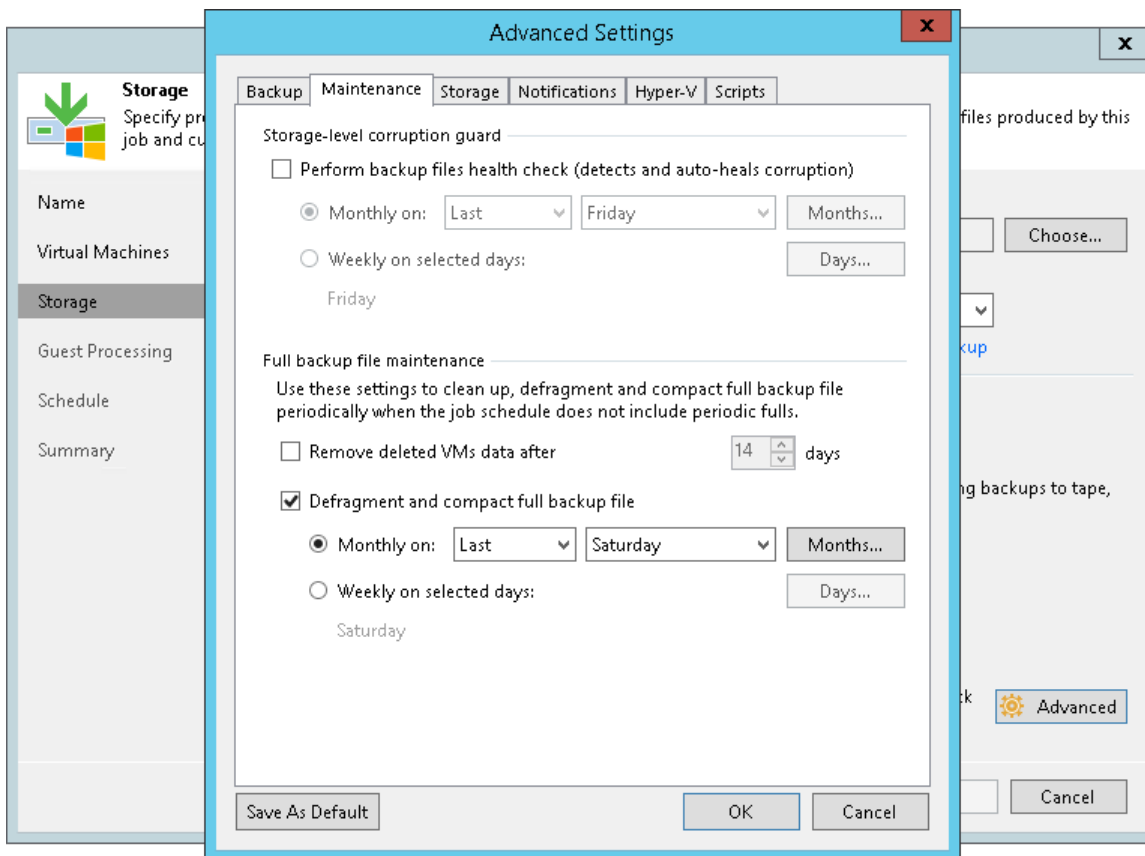 Advanced Settings
x
x
Storage
Specify pr
files produced by this
job and cu
Name
Virtual Machines
Storage
Guest Processing
Schedule
Summary
Backup Maintenance Storage Notifications Hyper-V Scripts
Storage-level corruption guard
Perform backup files health check (detects and auto-heals corruption)
Monthly on: Last Friday Months...
Weekly on selected days: Days...
Friday
Full backup file maintenance
Use these settings to clean up, defragment and compact full backup file
periodically when the job schedule does not include periodic fulls.
Remove deleted VMs data after 14 days
Defragment and compact full backup file
Monthly on: Last Saturday Months...
Weekly on selected days: Days...
Saturday
Save As Default OK Cancel
Choose...
kup
ng backups to tape,
Advanced
Cancel